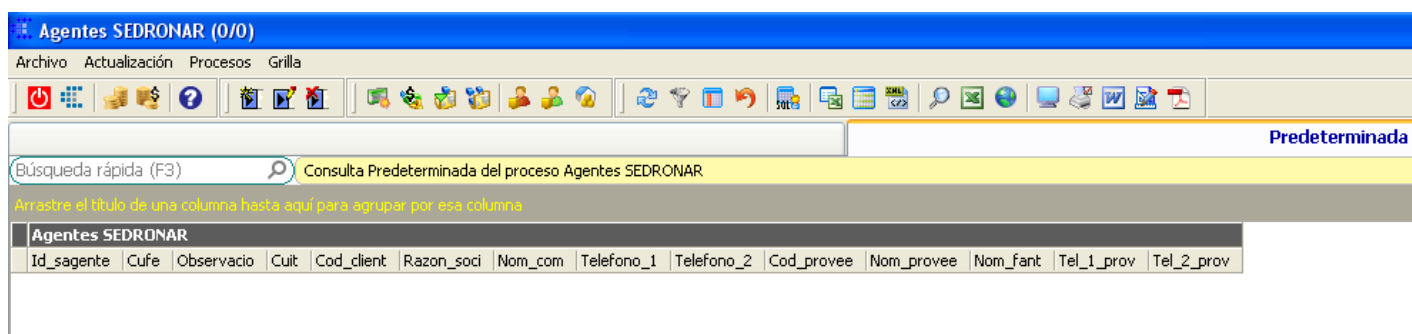 Agentes SEDRONAR (0/0)
Archivo Actualización Procesos Grilla
Predeterminada
Búsqueda rápida (F3) Consulta Predeterminada del proceso Agentes SEDRONAR
Arrastre el título de una columna hasta aquí para agrupar por esa columna
Agentes SEDRONAR
Id_sagente Cufe Observacio Cuit Cod_client Razon_soci Nom_com Telefono_1 Telefono_2 Cod_provee Nom_provee Nom_fant Tel_1_prov Tel_2_prov